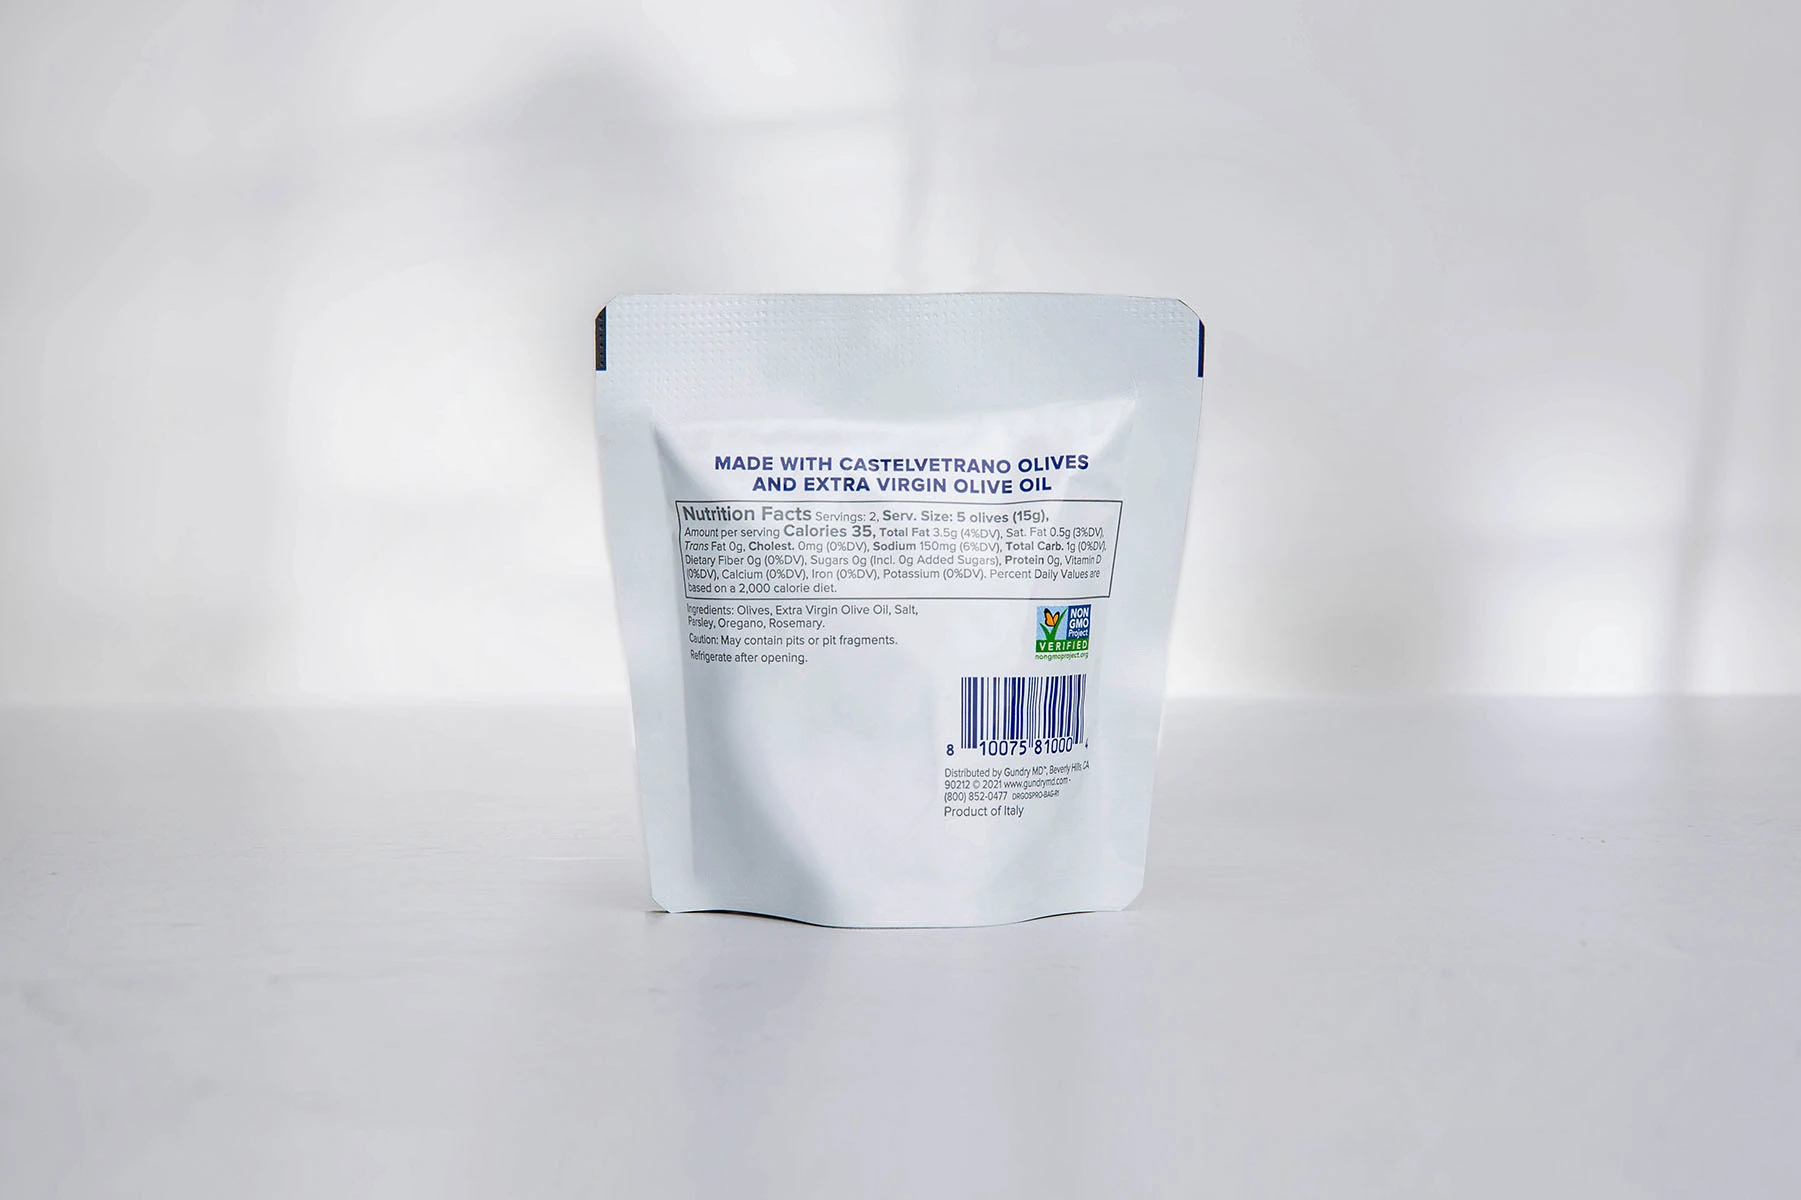 MADE WITH CASTELVETRANO OLIVES
AND EXTRA VIRGIN OLIVE OIL
Nutrition Facts Servings: 2, Serv. Size: 5 olives (15g),
Amount per serving Calories 35, Total Fat 3.5g (4%DV), Sat. Fat 0.5g (3%DV),
Trans Fat 0g, Cholest. 0mg (0%DV), Sodium 150mg (6%DV), Total Carb. 1g (0%DV),
Dietary Fiber 0g (0%DV), Sugars 0g (Incl. 0g Added Sugars), Protein 0g, Vitamin D
(0%DV), Calcium (0%DV), Iron (0%DV), Potassium (0%DV). Percent Daily Values are
based on a 2,000 calorie diet.
Ingredients: Olives, Extra Virgin Olive Oil, Salt,
Parsley, Oregano, Rosemary.
Caution: May contain pits or pit fragments.
Refrigerate after opening.
NON
GMO
Project
VERIFIED
nongmoproject.org
8 10075 81000 4
Distributed by Gundry MD™, Beverly Hills, CA
90212 © 2021 www.gundrymd.com •
(800) 852-0477 DRGOSPRO-BAG-R1
Product of Italy